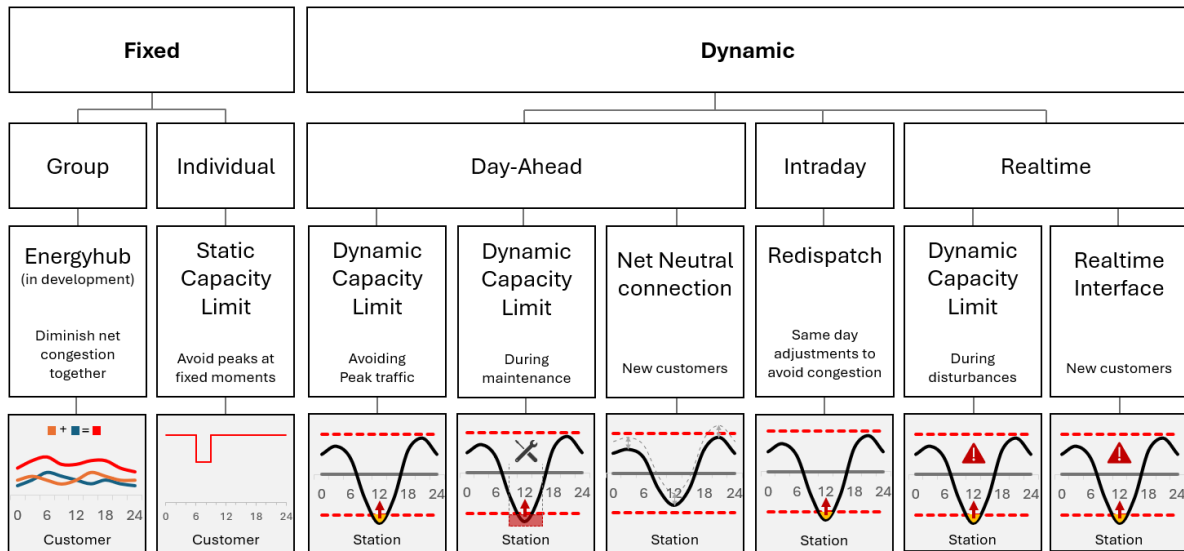 Fixed
Dynamic
Group
Individual
Day-Ahead
Intraday
Realtime
Energyhub
(in development)
Diminish net
congestion
together
Static
Capacity
Limit
Avoid peaks at
fixed moments
Dynamic
Capacity
Limit
Avoiding
Peak traffic
Dynamic
Capacity
Limit
During
maintenance
Net Neutral
connection
New customers
Redispatch
Same day
adjustments to
avoid congestion
Dynamic
Capacity
Limit
During
disturbances
Realtime
Interface
New customers
+ =
0 6 12 18 24
Customer
0 6 12 18 24
Customer
0 6 12 18 24
Station
0 6 12 18 24
Station
0 6 12 18 24
Station
0 6 12 18 24
Station
0 6 12 18 24
Station
0 6 12 18 24
Station